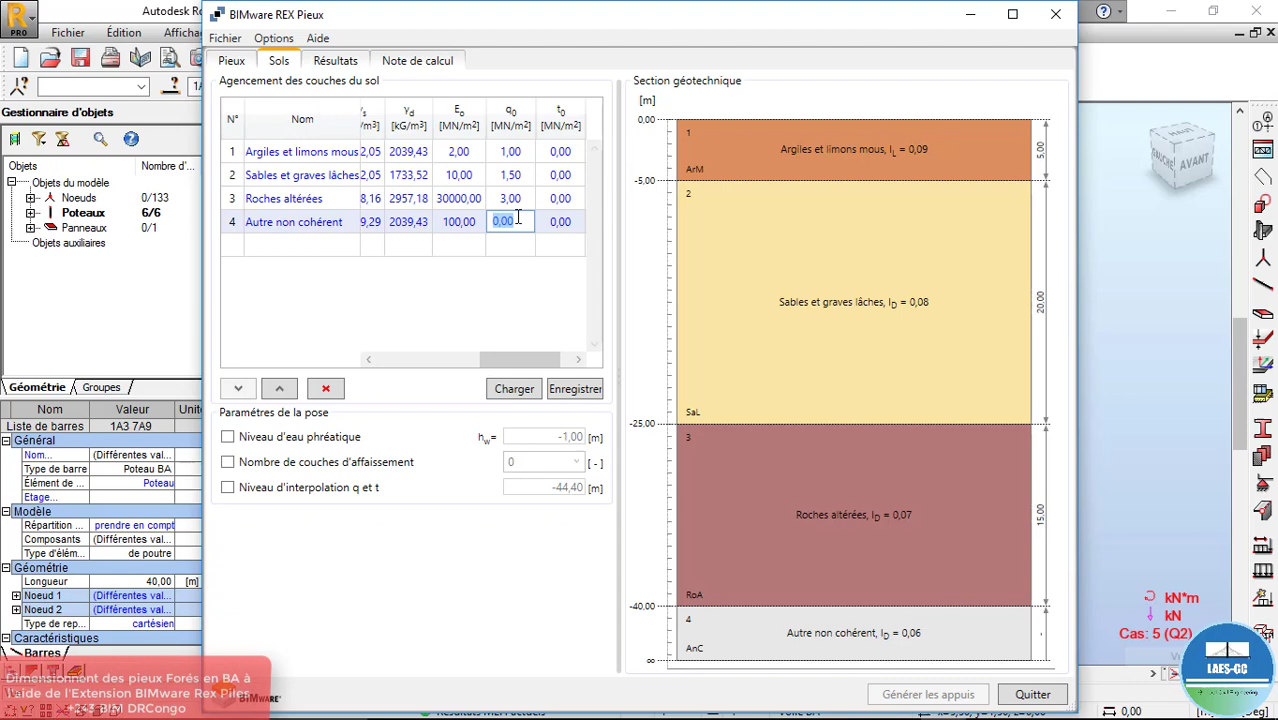 Autodesk R
BIMware REX Pieux
PRO
Fichier
Édition
Afficha
Fichier
Options
Aide
Pieux
Sols
Résultats
Note de calcul
Gestionnaire d'objets
Objets
Nombre d'...
Objets du modèle
Noeuds
0/133
Poteaux
6/6
Panneaux
0/1
Objets auxiliaires
Géométrie
Groupes
Nom
Valeur
Unité
Liste de barres
1A3 7A9
Général
Nom...
(Différentes val...
Type de barre
Poteau BA
Élément de ...
Poteau
Etage...
Modèle
Répartition ...
prendre en compt
Composants
(Différentes val...
Type d'élém...
de poutre
Géométrie
Longueur
40,00
[m]
Noeud 1
(Différentes val...
Noeud 2
(Différentes val...
Type de rep...
cartésien
Caractéristiques
Barres
Agencement des couches du sol
N°
Nom
γd
[kG/m³]
E0
[MN/m²]
q0
[MN/m²]
t0
[MN/m²]
1 Argiles et limons mous 2,05 2039,43 2,00 1,00 0,00
2 Sables et graves lâches 2,05 1733,52 10,00 1,50 0,00
3 Roches altérées 8,16 2957,18 30000,00 3,00 0,00
4 Autre non cohérent 9,29 2039,43 100,00 0,00 0,00
Charger
Enregistrer
Paramétres de la pose
Niveau d'eau phréatique
hw=
-1,00
[m]
Nombre de couches d'affaissement
0
[ - ]
Niveau d'interpolation q et t
-44,40
[m]
Section géotechnique
[m]
0.00
1
Argiles et limons mous, IL = 0,09
ArM
5.00
-5.00
2
Sables et graves lâches, ID = 0,08
20.00
SaL
-25.00
3
Roches altérées, ID = 0,07
15.00
RoA
-40.00
4
Autre non cohérent, ID = 0,06
AnC
-
∞
Générer les appuis
Quitter
BIMware
HAUT
GAUCHE
AVANT
kN*m
kN
Cas: 5 (Q2)
LAES-GC
Dimensionnent des pieux Forés en BA à
l'aide de l'Extension BIMware Rex Piles
+243 BIM DRCongo
0,00